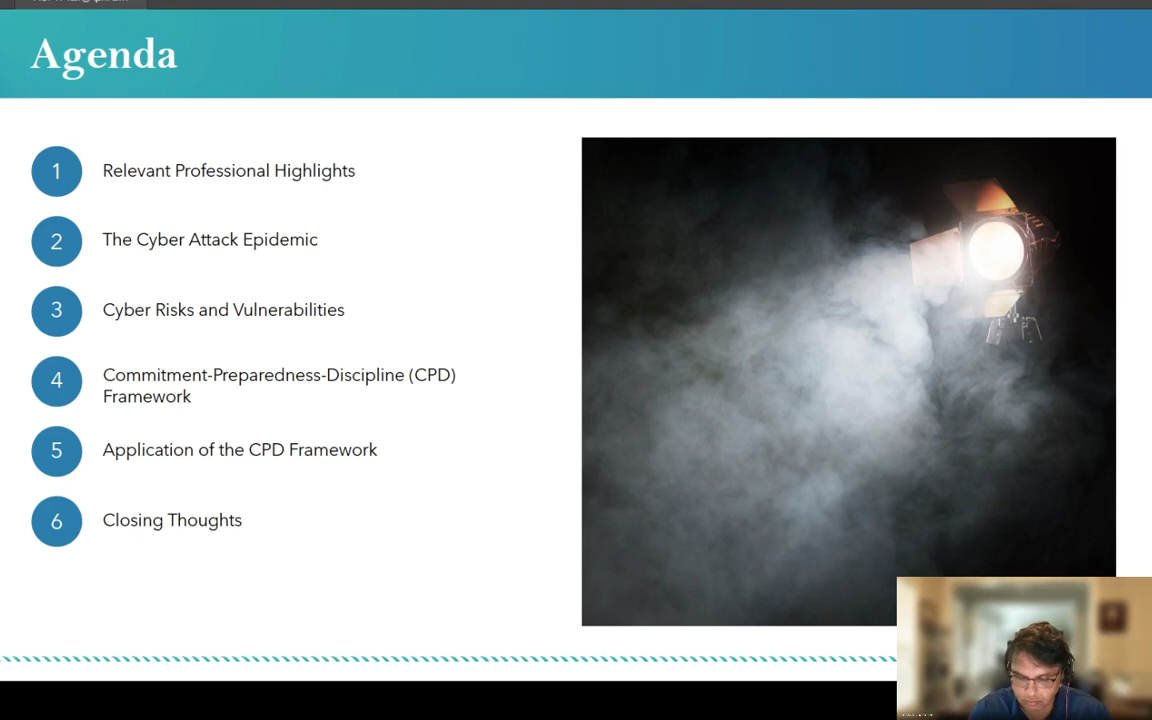 Agenda
1
Relevant Professional Highlights
2
The Cyber Attack Epidemic
3
Cyber Risks and Vulnerabilities
4
Commitment-Preparedness-Discipline (CPD)
Framework
5
Application of the CPD Framework
6
Closing Thoughts